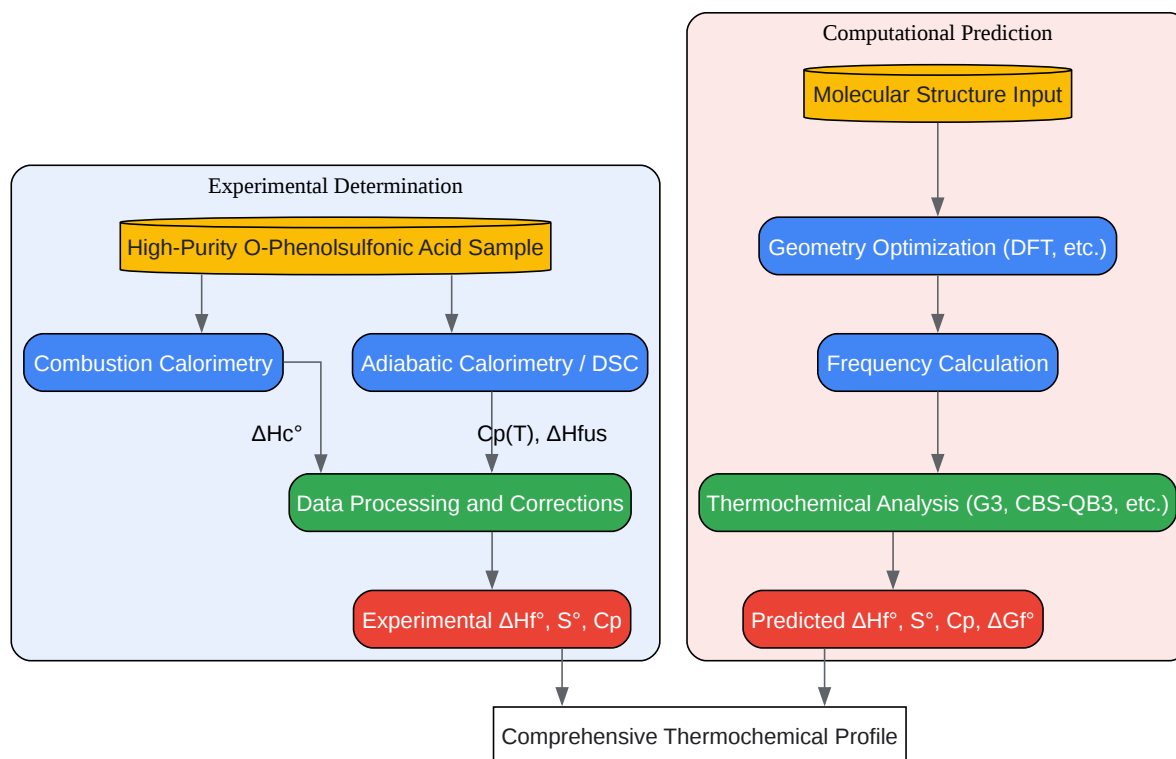 Computational Prediction
Molecular Structure Input
Experimental Determination
High-Purity O-Phenolsulfonic Acid Sample
Geometry Optimization (DFT, etc.)
Combustion Calorimetry
Adiabatic Calorimetry / DSC
Frequency Calculation
ΔHc°
Cp(T), ΔHfus
Data Processing and Corrections
Thermochemical Analysis (G3, CBS-QB3, etc.)
Experimental ΔHf°, S°, Cp
Predicted ΔHf°, S°, Cp, ΔGf°
Comprehensive Thermochemical Profile